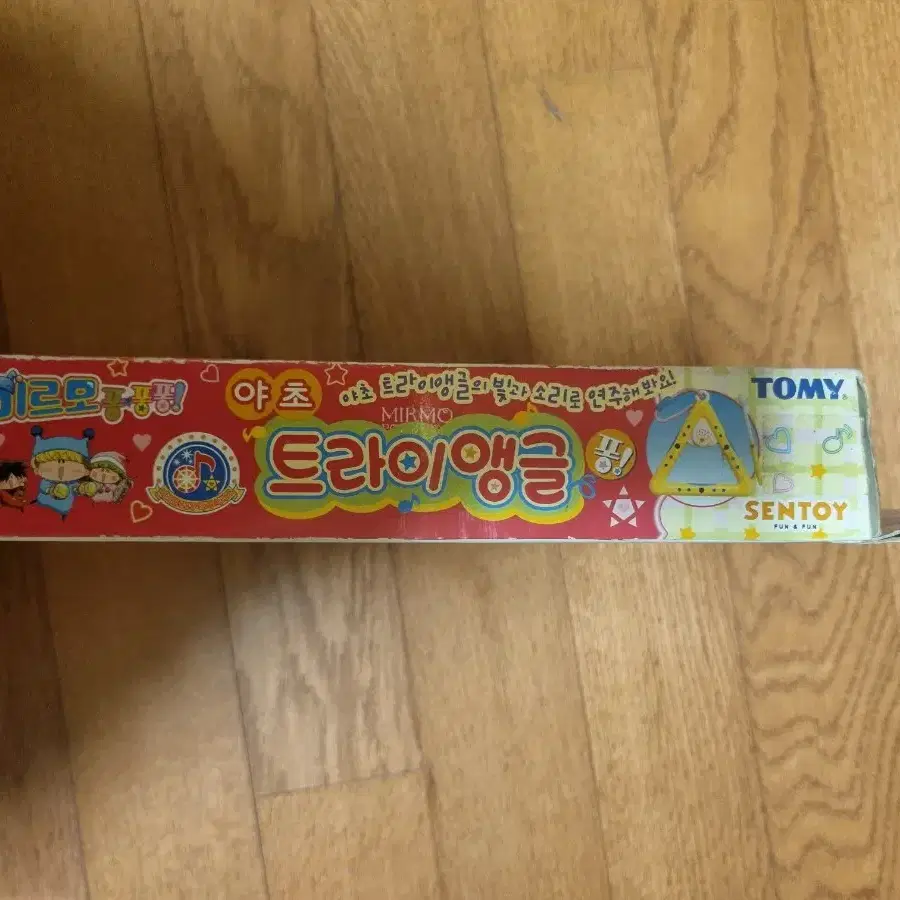 미르모 퐁퐁퐁!
야초
야초 트라이앵글의 빛과 소리로 연주해봐요!
MIRMO
트라이앵글
퐁!
TOMY
SENTOY
FUN & FUN